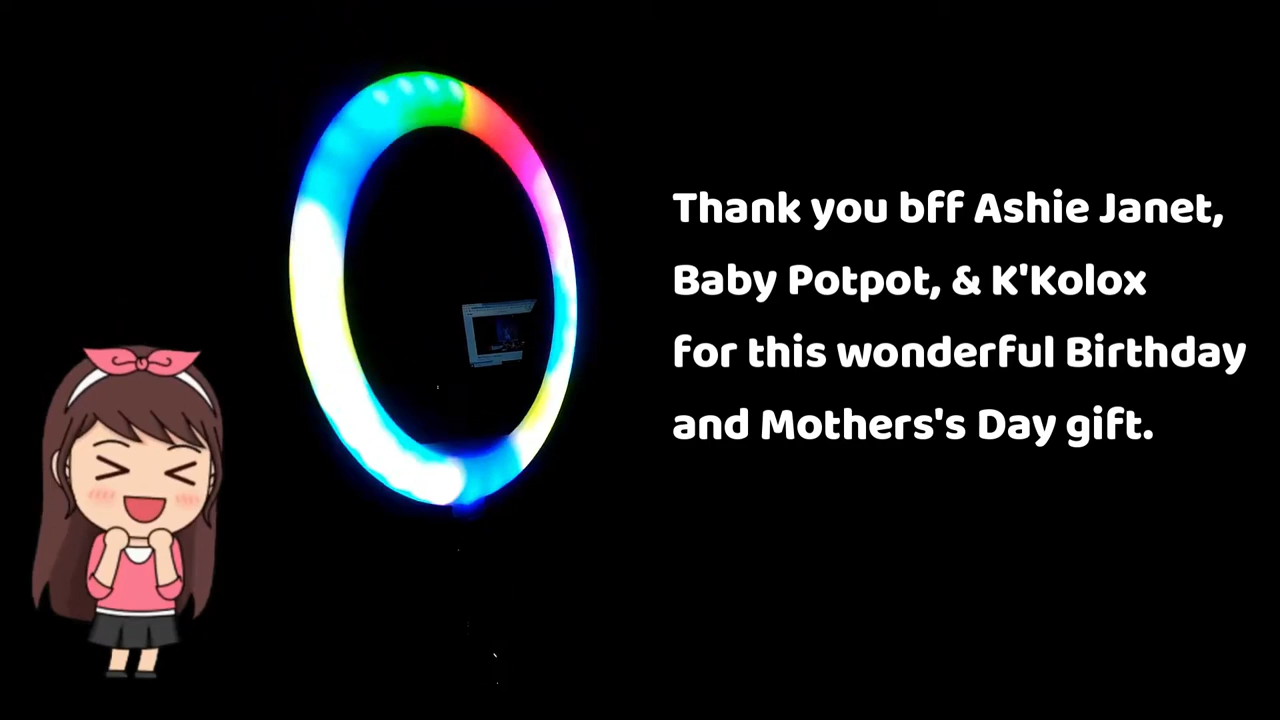 Thank you bff Ashie Janet,
Baby Potpot, & K'Kolox
for this wonderful Birthday
and Mothers's Day gift.